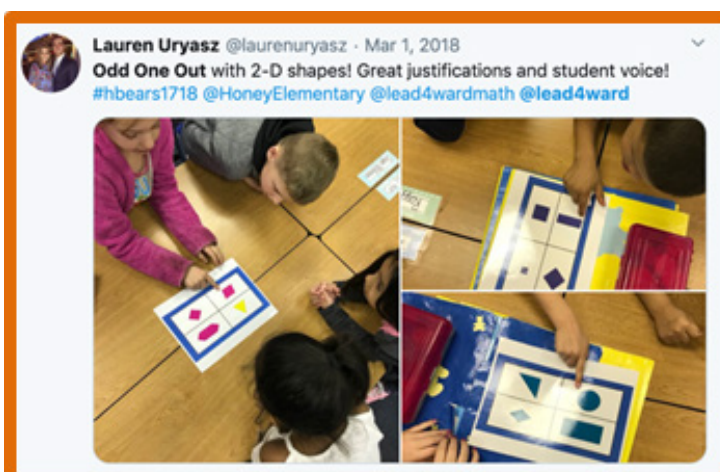 Lauren Uryasz @laurenuryasz · Mar 1, 2018
Odd One Out with 2-D shapes! Great justifications and student voice!
#hbears1718 @HoneyElementary @lead4wardmath @lead4ward